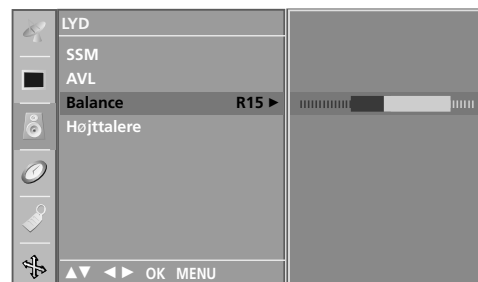 LYD
SSM
AVL
Balance R15 ►
Højttalere
▲▼ ◄► OK MENU